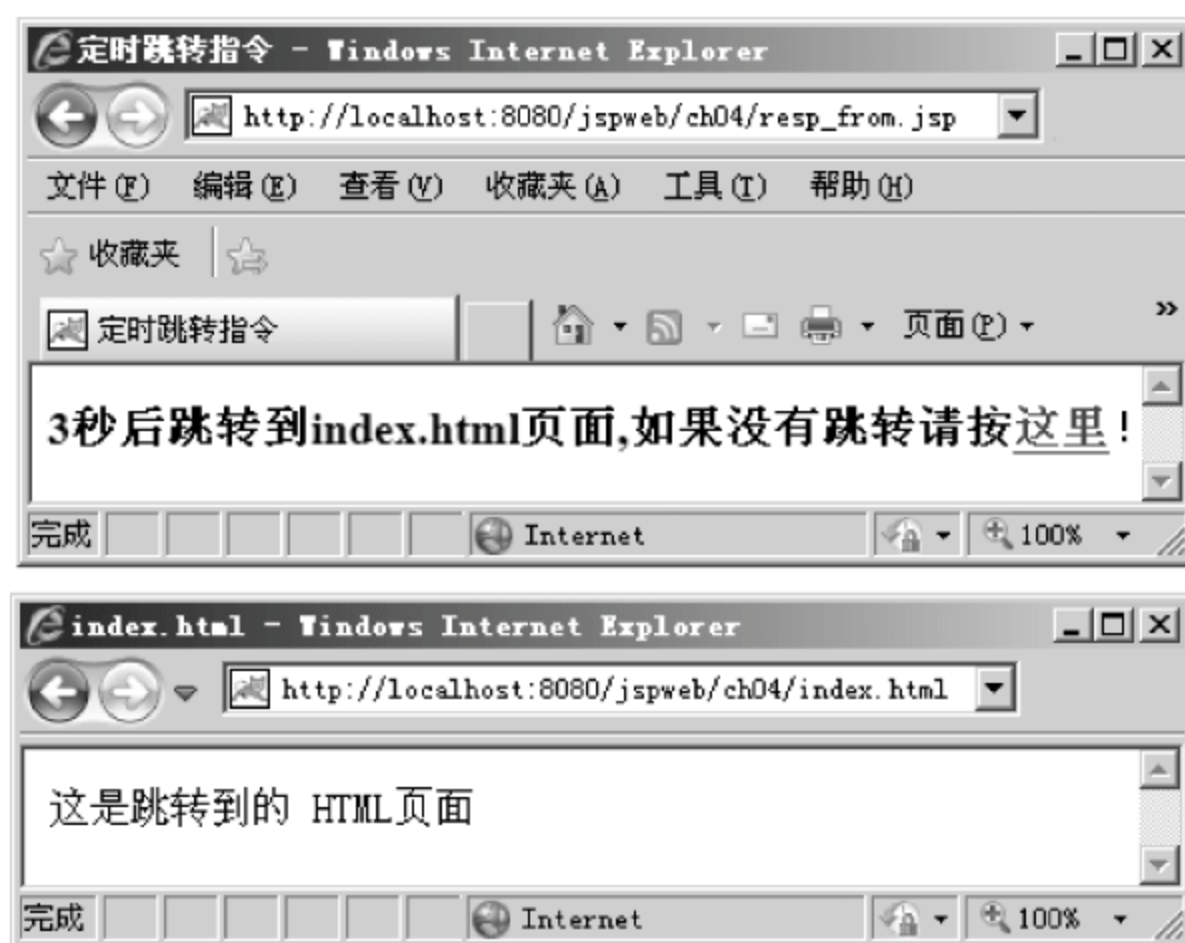 定时跳转指令 - Windows Internet Explorer
http://localhost:8080/jspweb/ch04/resp_from.jsp
文件(F) 编辑(E) 查看(V) 收藏夹(A) 工具(T) 帮助(H)
收藏夹
定时跳转指令 页面(P) »
3秒后跳转到index.html页面,如果没有跳转请按这里!
完成 Internet 100%
index.html - Windows Internet Explorer
http://localhost:8080/jspweb/ch04/index.html
这是跳转到的 HTML页面
完成 Internet 100%